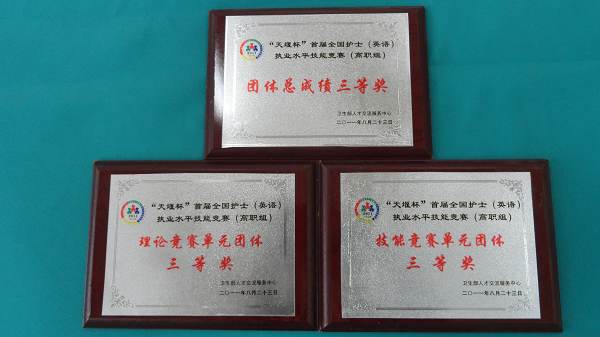 “天堰杯”首届全国护士（英语）
执业水平技能竞赛（高职组）
团体总成绩三等奖
卫生部人才交流服务中心
二〇一一年八月二十三日
“天堰杯”首届全国护士（英语）
执业水平技能竞赛（高职组）
理论竞赛单元团体
三等奖
卫生部人才交流服务中心
二〇一一年八月二十三日
“天堰杯”首届全国护士（英语）
执业水平技能竞赛（高职组）
技能竞赛单元团体
三等奖
卫生部人才交流服务中心
二〇一一年八月二十三日